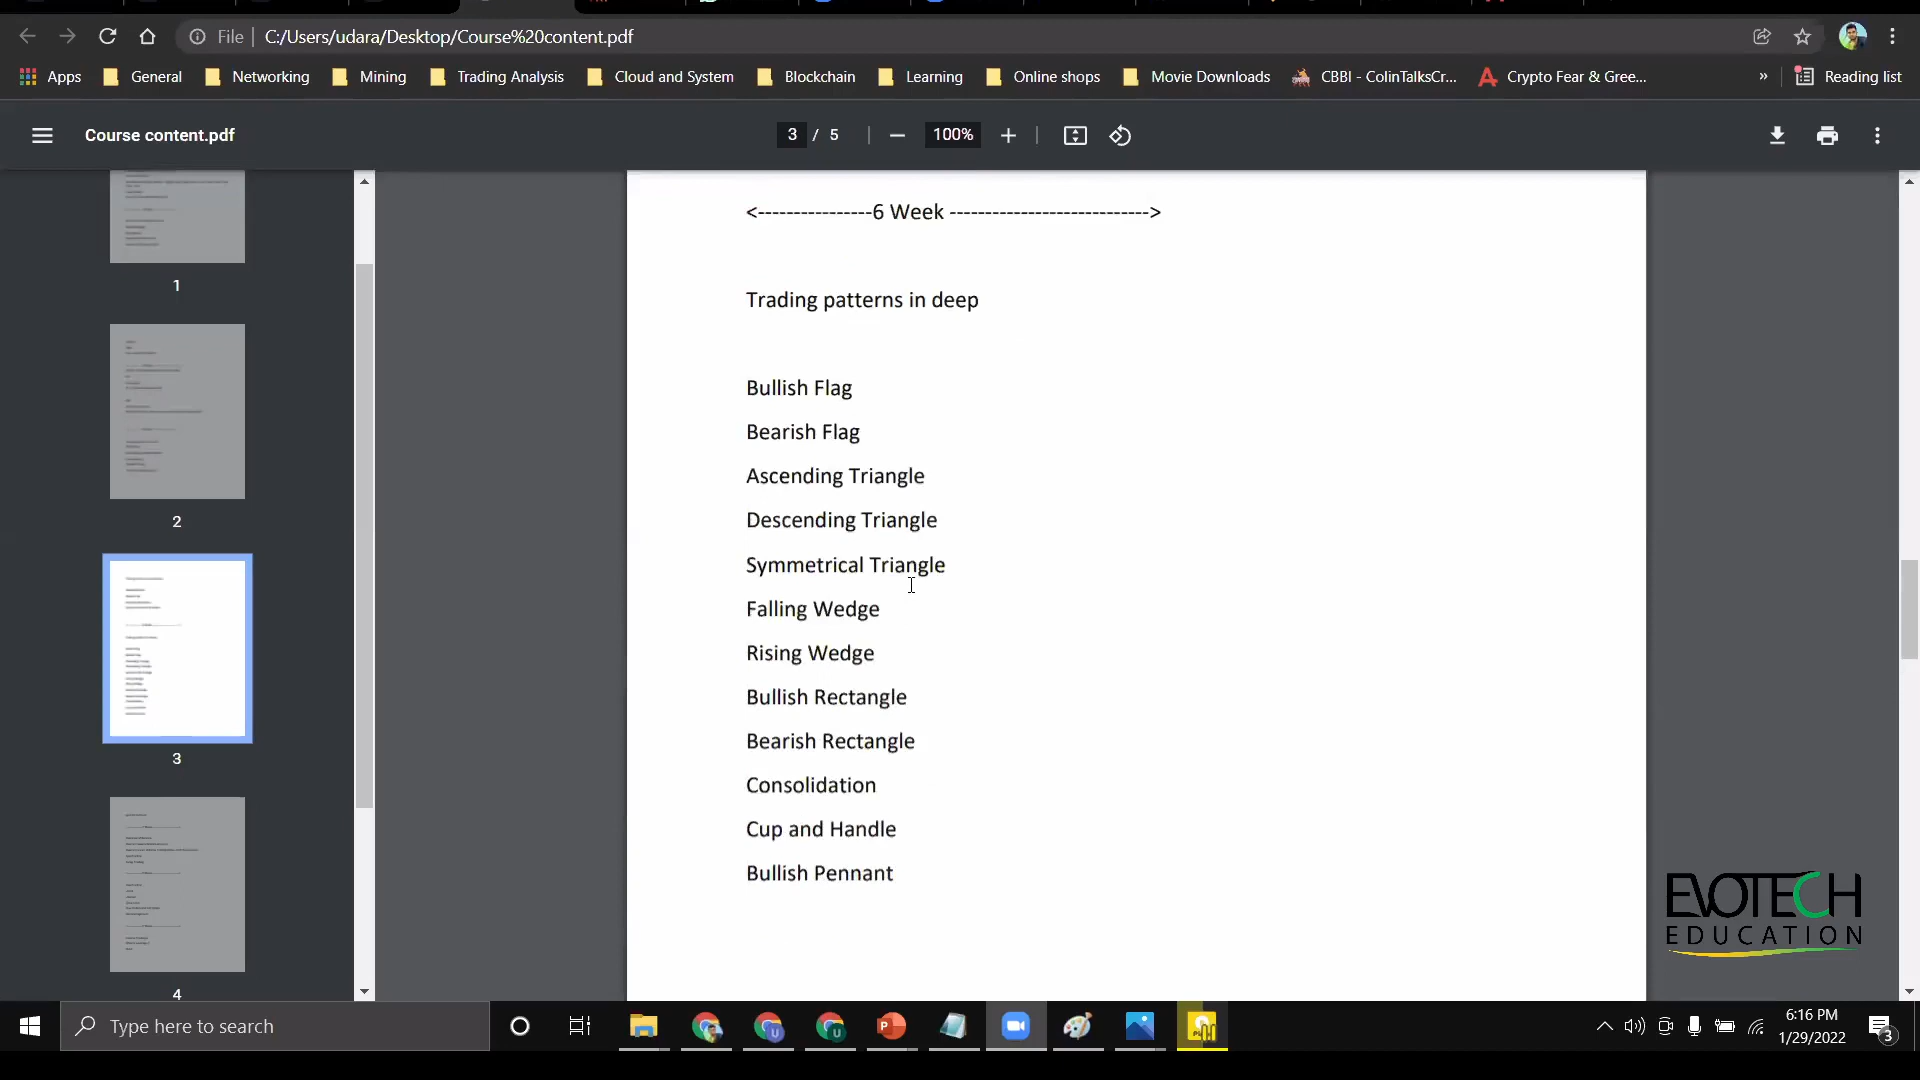 File
C:/Users/udara/Desktop/Course%20content.pdf
Apps
General
Networking
Mining
Trading Analysis
Cloud and System
Blockchain
Learning
Online shops
Movie Downloads
CBBI - ColinTalksCr...
Crypto Fear & Gree...
»
Reading list
Course content.pdf
3 / 5
100%
1
2
3
4
<----------------6 Week ---------------------------->
Trading patterns in deep
Bullish Flag
Bearish Flag
Ascending Triangle
Descending Triangle
Symmetrical Triangle
Falling Wedge
Rising Wedge
Bullish Rectangle
Bearish Rectangle
Consolidation
Cup and Handle
Bullish Pennant
EVOTECH
EDUCATION
Type here to search
6:16 PM
1/29/2022
3